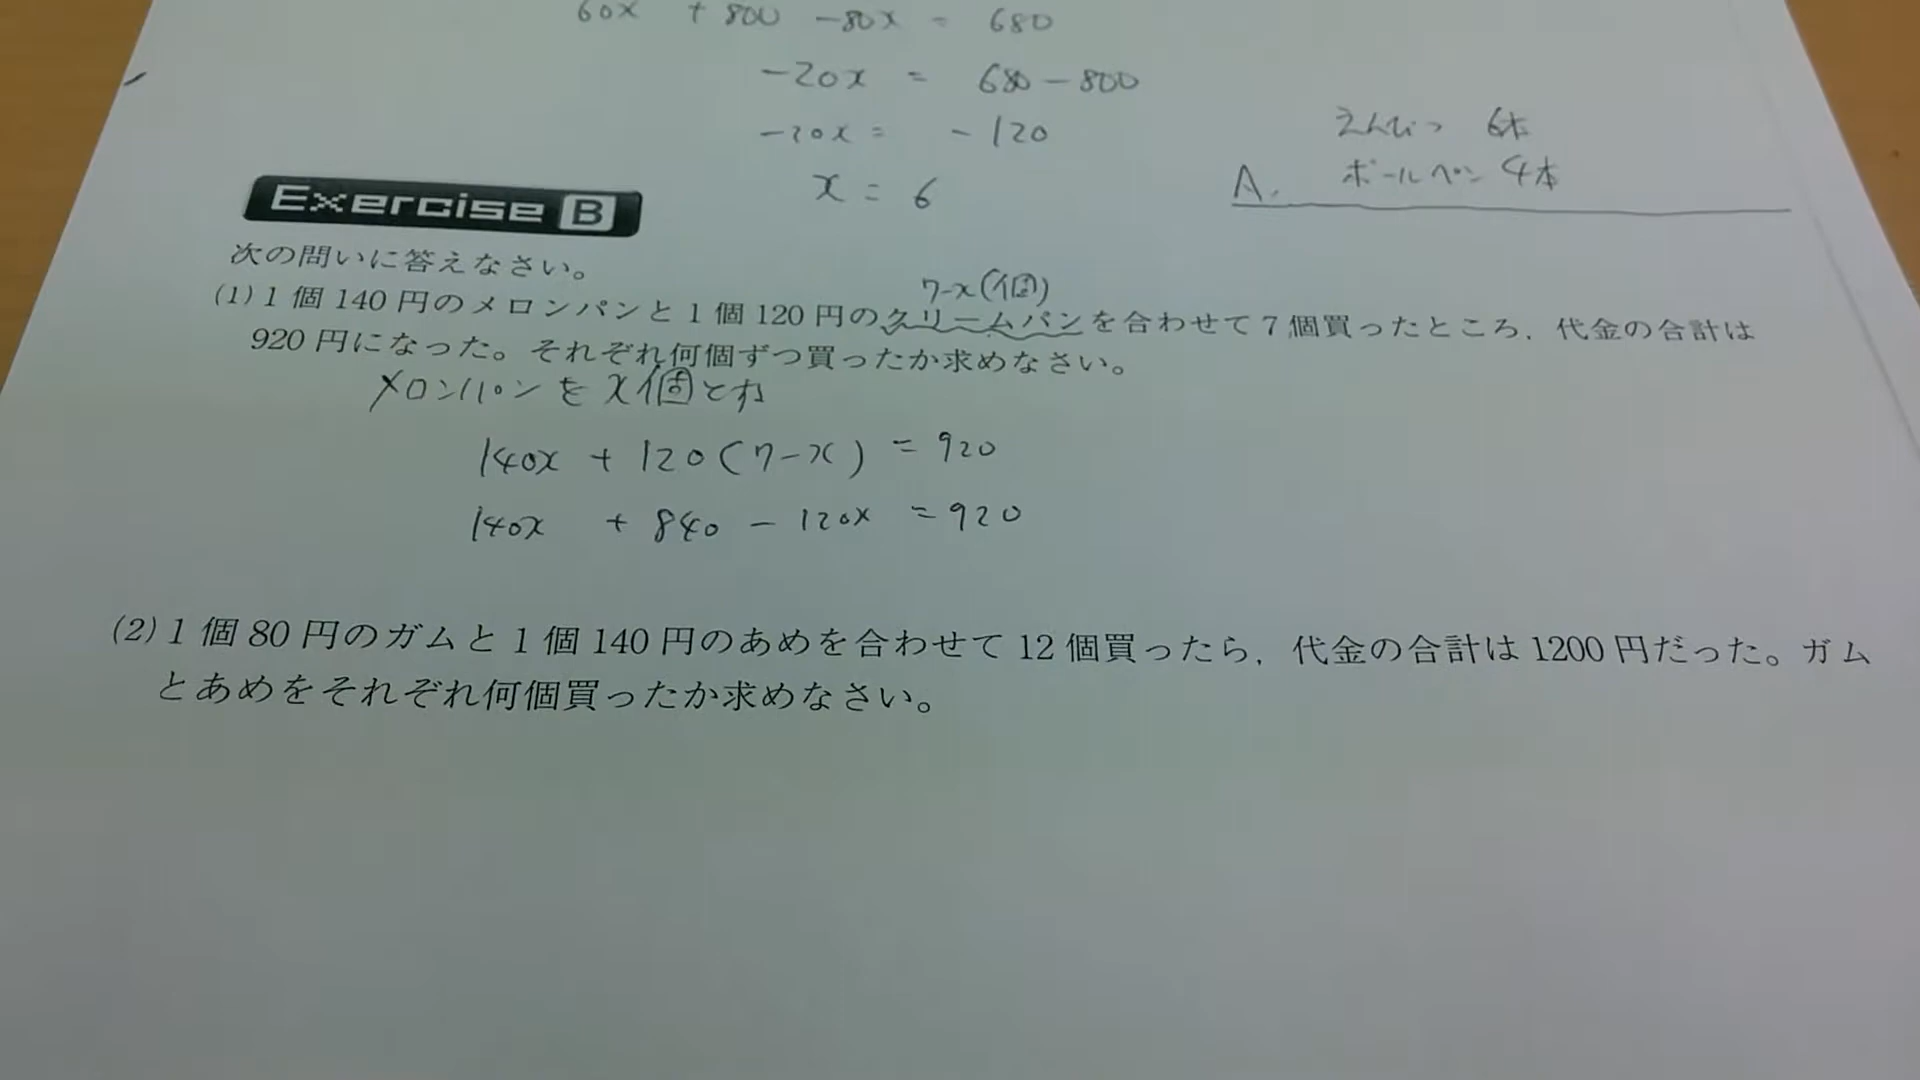 60x + 800 - 80x = 680
-20x = 680 - 800
-20x = -120
x = 6
えんぴつ 6本
A. ボールペン 4本
Exercise B
次の問いに答えなさい。
7-x(個)
(1) 1個140円のメロンパンと1個120円のクリームパンを合わせて7個買ったところ，代金の合計は
920円になった。それぞれ何個ずつ買ったか求めなさい。
メロンパンをx個とすね
140x + 120(7-x) = 920
140x + 840 - 120x = 920
(2) 1個80円のガムと1個140円のあめを合わせて12個買ったら，代金の合計は1200円だった。ガム
とあめをそれぞれ何個買ったか求めなさい。